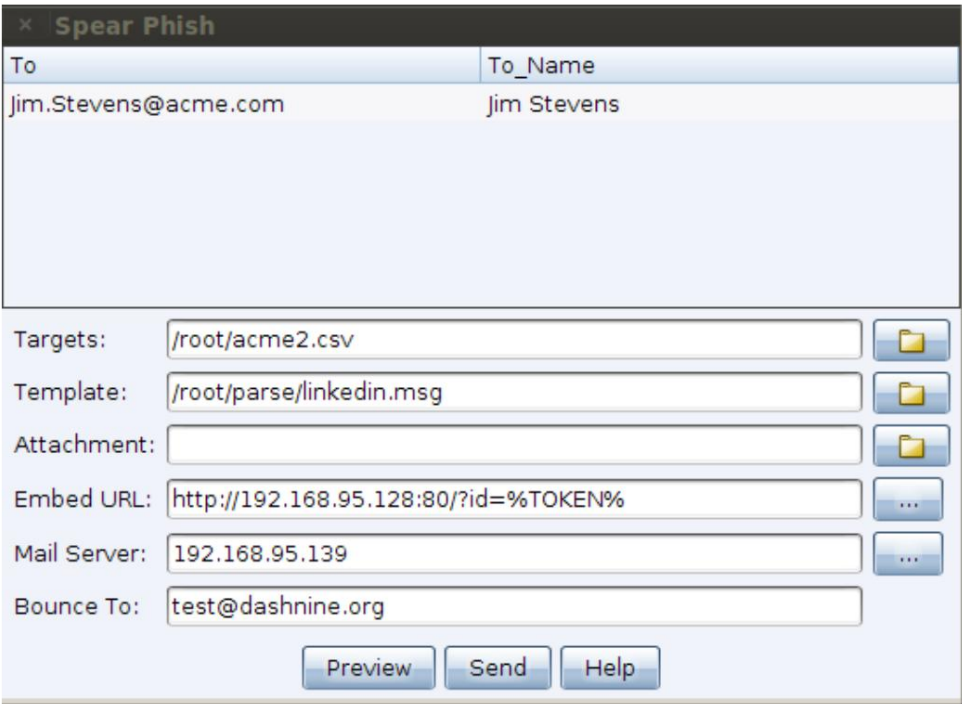 × Spear Phish
To To_Name
Jim.Stevens@acme.com Jim Stevens
Targets: /root/acme2.csv
Template: /root/parse/linkedin.msg
Attachment:
Embed URL: http://192.168.95.128:80/?id=%TOKEN% ...
Mail Server: 192.168.95.139 ...
Bounce To: test@dashnine.org
Preview Send Help